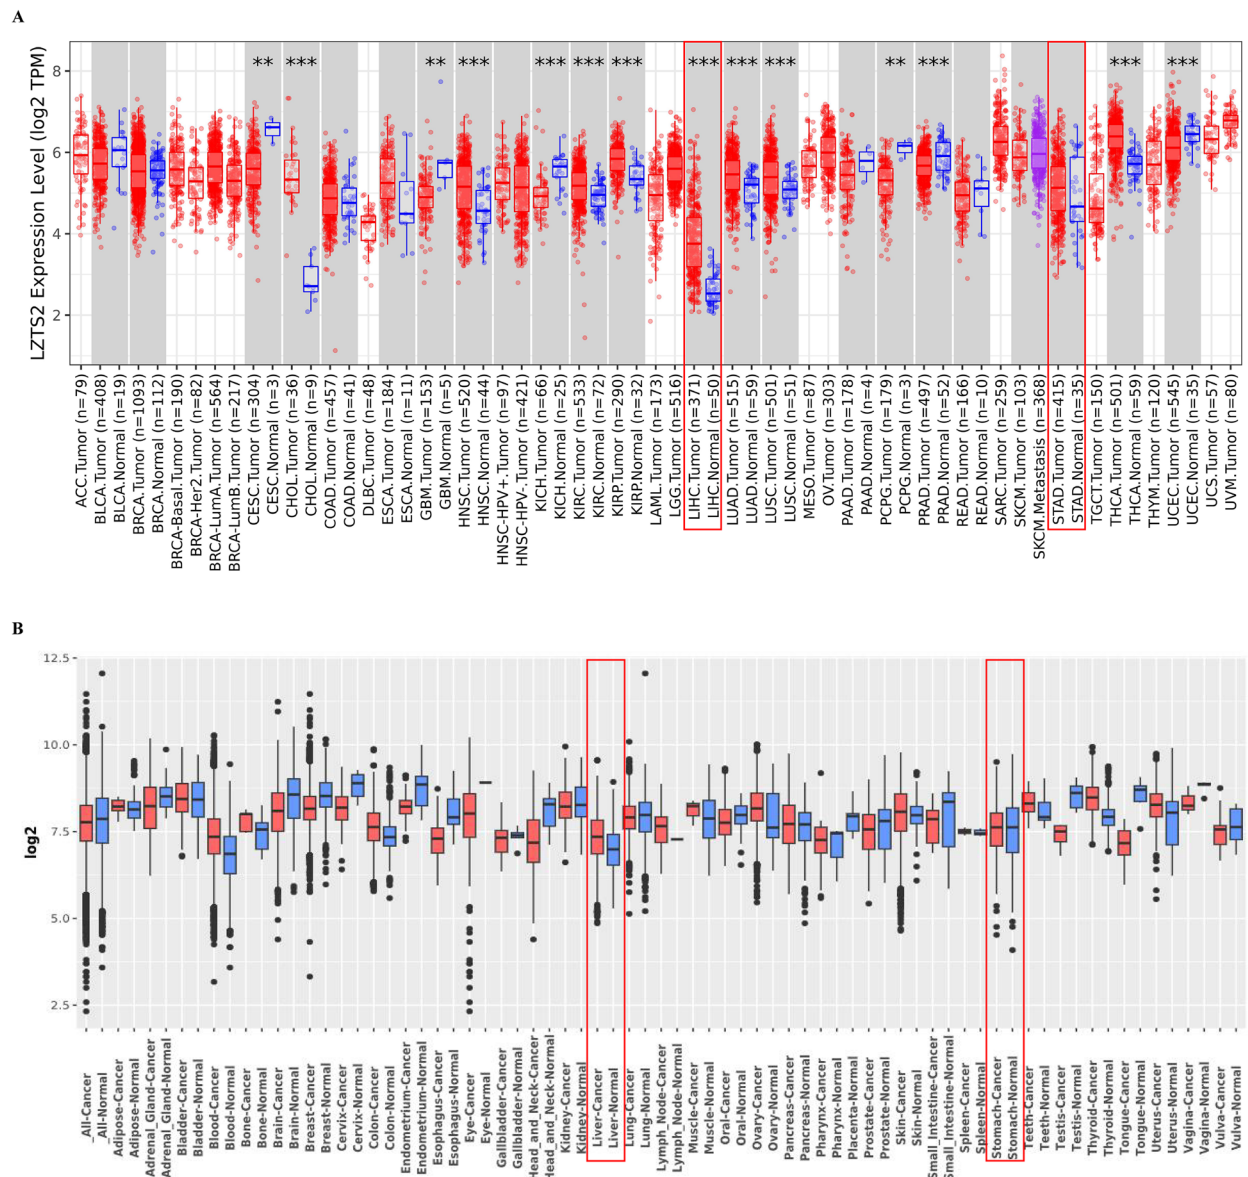 A
LZTS2 Expression Level (log2 TPM)
8
6
4
2
** *** ** *** *** *** *** *** *** *** ** *** *** ***
ACC.Tumor (n=79)
BLCA.Tumor (n=408)
BLCA.Normal (n=19)
BRCA.Tumor (n=1093)
BRCA.Normal (n=112)
BRCA-Basal.Tumor (n=190)
BRCA-Her2.Tumor (n=82)
BRCA-LumA.Tumor (n=564)
BRCA-LumB.Tumor (n=217)
CESC.Tumor (n=304)
CESC.Normal (n=3)
CHOL.Tumor (n=36)
CHOL.Normal (n=9)
COAD.Tumor (n=457)
COAD.Normal (n=41)
DLBC.Tumor (n=48)
ESCA.Tumor (n=184)
ESCA.Normal (n=11)
GBM.Tumor (n=153)
GBM.Normal (n=5)
HNSC.Tumor (n=520)
HNSC.Normal (n=44)
HNSC-HPV+.Tumor (n=97)
HNSC-HPV-.Tumor (n=421)
KICH.Tumor (n=66)
KICH.Normal (n=25)
KIRC.Tumor (n=533)
KIRC.Normal (n=72)
KIRP.Tumor (n=290)
KIRP.Normal (n=32)
LAML.Tumor (n=173)
LGG.Tumor (n=516)
LIHC.Tumor (n=371)
LIHC.Normal (n=50)
LUAD.Tumor (n=515)
LUAD.Normal (n=59)
LUSC.Tumor (n=501)
LUSC.Normal (n=51)
MESO.Tumor (n=87)
OV.Tumor (n=303)
PAAD.Tumor (n=178)
PAAD.Normal (n=4)
PCPG.Tumor (n=179)
PCPG.Normal (n=3)
PRAD.Tumor (n=497)
PRAD.Normal (n=52)
READ.Tumor (n=166)
READ.Normal (n=10)
SARC.Tumor (n=259)
SKCM.Tumor (n=103)
SKCM.Metastasis (n=368)
STAD.Tumor (n=415)
STAD.Normal (n=35)
TGCT.Tumor (n=150)
THCA.Tumor (n=501)
THCA.Normal (n=59)
THYM.Tumor (n=120)
UCEC.Tumor (n=545)
UCEC.Normal (n=35)
UCS.Tumor (n=57)
UVM.Tumor (n=80)
B
log2
12.5
10.0
7.5
5.0
2.5
_All-Cancer
_All-Normal
Adipose-Cancer
Adipose-Normal
Adrenal_Gland-Cancer
Adrenal_Gland-Normal
Bladder-Cancer
Bladder-Normal
Blood-Cancer
Blood-Normal
Bone-Cancer
Bone-Normal
Brain-Cancer
Brain-Normal
Breast-Cancer
Breast-Normal
Cervix-Cancer
Cervix-Normal
Colon-Cancer
Colon-Normal
Endometrium-Cancer
Endometrium-Normal
Esophagus-Cancer
Esophagus-Normal
Eye-Cancer
Eye-Normal
Gallbladder-Cancer
Gallbladder-Normal
Head_and_Neck-Cancer
Head_and_Neck-Normal
Kidney-Cancer
Kidney-Normal
Liver-Cancer
Liver-Normal
Lung-Cancer
Lung-Normal
Lymph_Node-Cancer
Lymph_Node-Normal
Muscle-Cancer
Muscle-Normal
Oral-Cancer
Oral-Normal
Ovary-Cancer
Ovary-Normal
Pancreas-Cancer
Pancreas-Normal
Pharynx-Cancer
Pharynx-Normal
Placenta-Normal
Prostate-Cancer
Prostate-Normal
Skin-Cancer
Skin-Normal
Small_Intestine-Cancer
Small_Intestine-Normal
Spleen-Cancer
Spleen-Normal
Stomach-Cancer
Stomach-Normal
Teeth-Cancer
Teeth-Normal
Testis-Cancer
Testis-Normal
Thyroid-Cancer
Thyroid-Normal
Tongue-Cancer
Tongue-Normal
Uterus-Cancer
Uterus-Normal
Vagina-Cancer
Vagina-Normal
Vulva-Cancer
Vulva-Normal